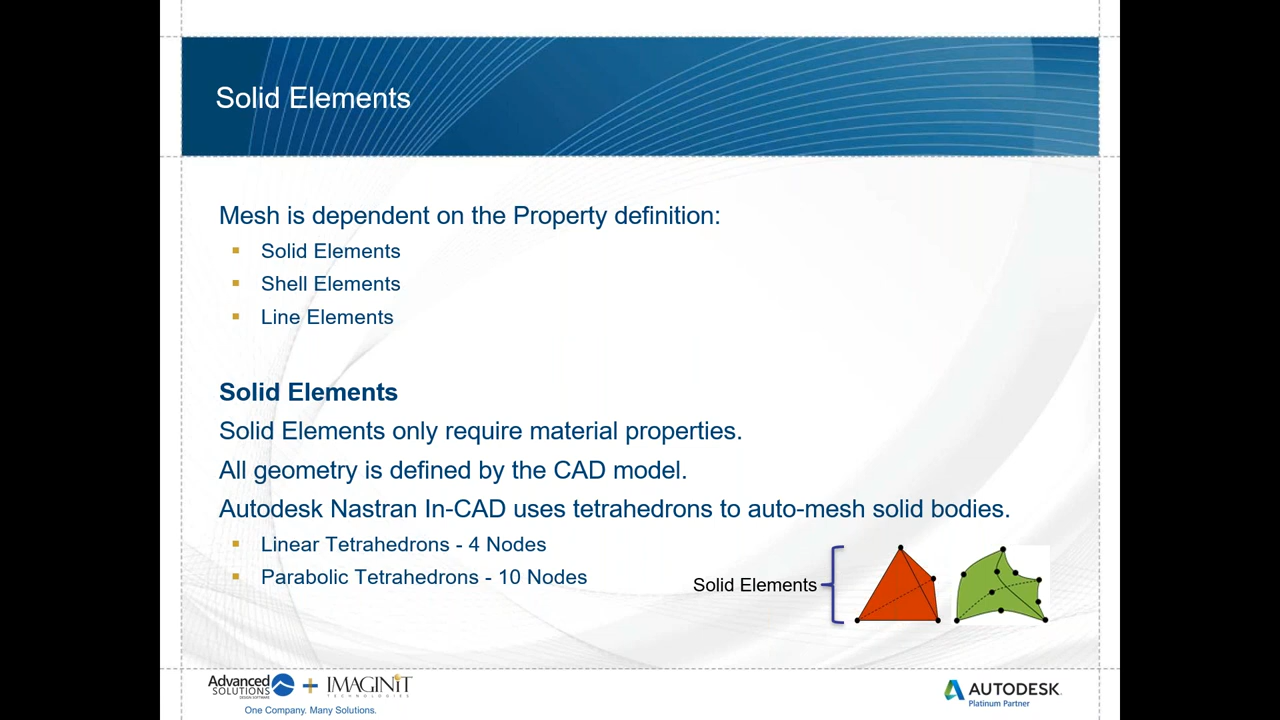 Solid Elements
Mesh is dependent on the Property definition:
Solid Elements
Shell Elements
Line Elements
Solid Elements
Solid Elements only require material properties.
All geometry is defined by the CAD model.
Autodesk Nastran In-CAD uses tetrahedrons to auto-mesh solid bodies.
Linear Tetrahedrons - 4 Nodes
Parabolic Tetrahedrons - 10 Nodes
Solid Elements
Advanced
SOLUTIONS
DESIGN SOFTWARE
+
IMAGINiT
TECHNOLOGIES
One Company. Many Solutions.
AUTODESK
Platinum Partner